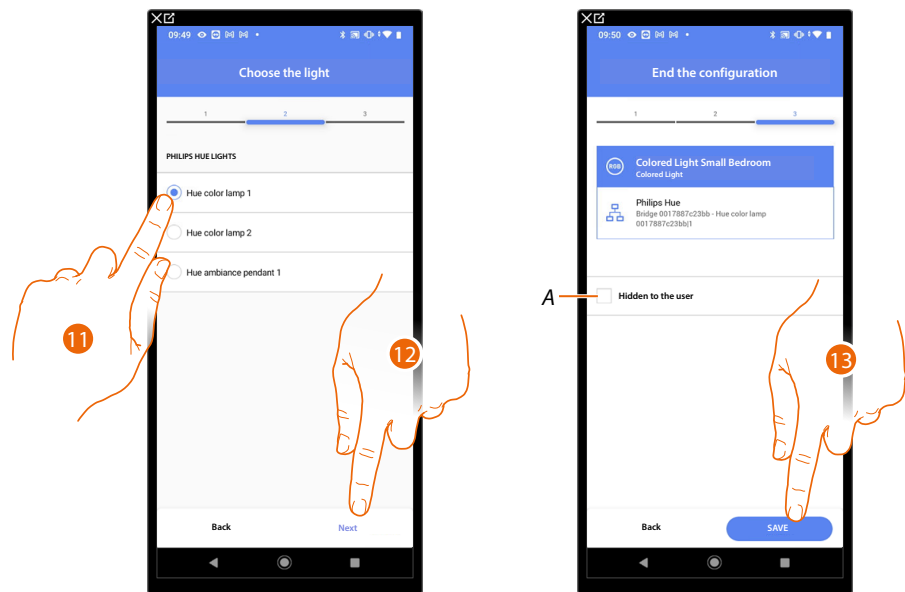 09:49
Choose the light
1 2 3
PHILIPS HUE LIGHTS
Hue color lamp 1
Hue color lamp 2
Hue ambiance pendant 1
11
12
Back Next
09:50
End the configuration
1 2 3
RGB
Colored Light Small Bedroom
Colored Light
Philips Hue
Bridge 0017887c23bb - Hue color lamp
0017887c23bb|1
A
Hidden to the user
13
Back SAVE